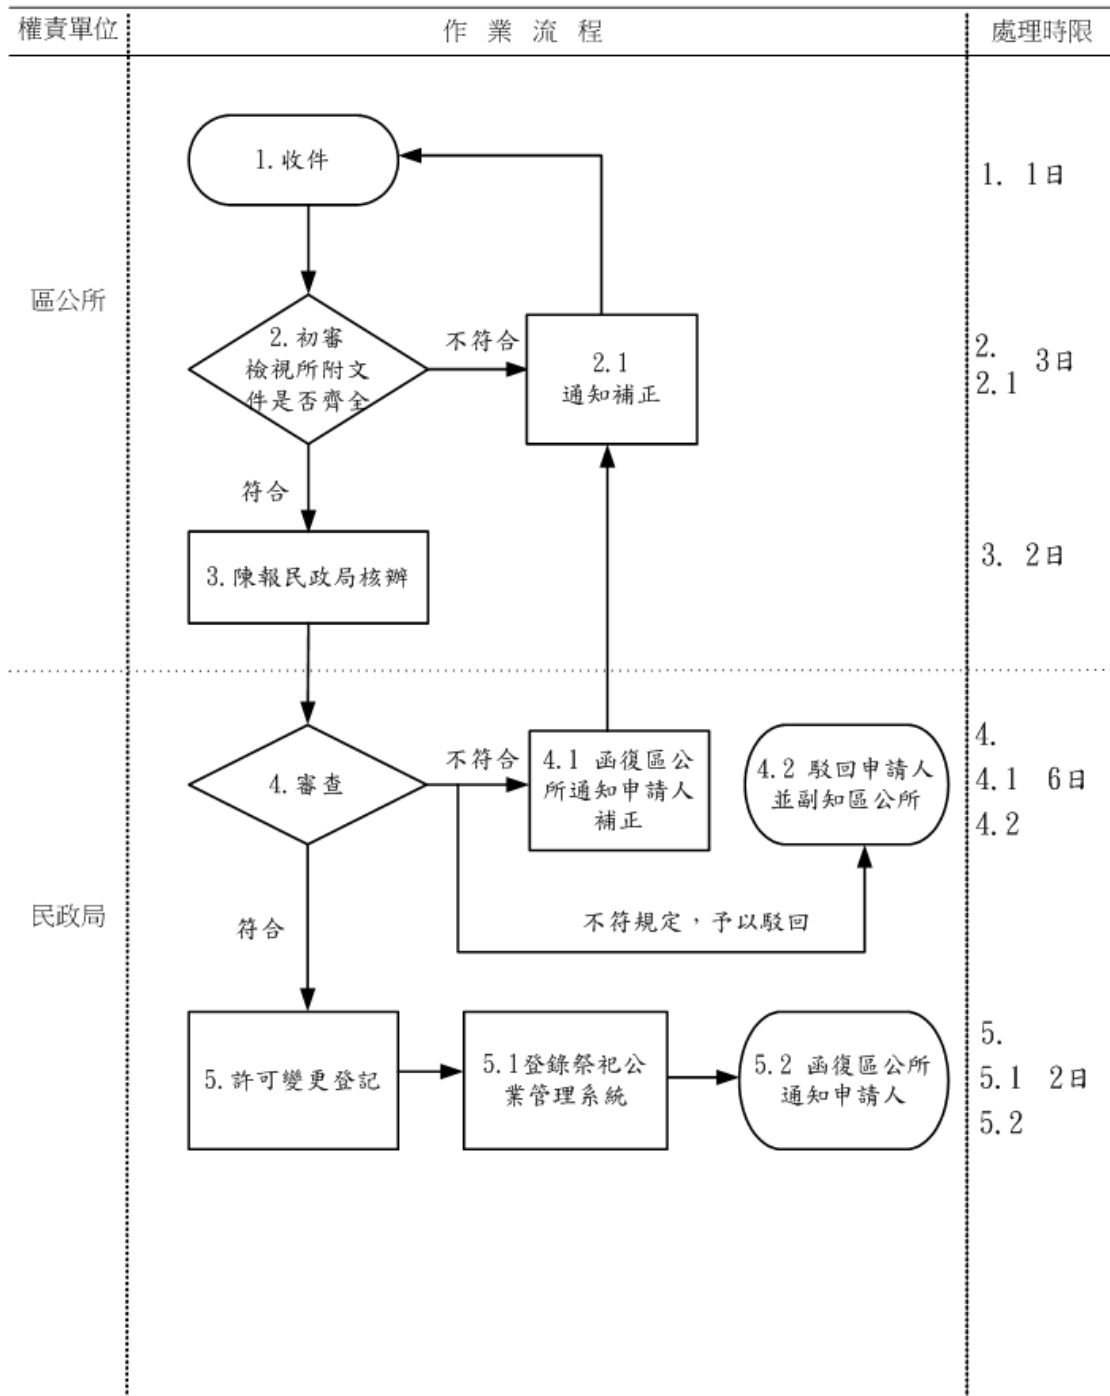 權責單位
作業流程
處理時限
1.收件
1. 1日
區公所
2.初審
檢視所附文
件是否齊全
不符合
2.1
通知補正
2.
2.1
3日
符合
3.陳報民政局核辦
3. 2日
4.審查
不符合
4.1 函復區公
所通知申請人
補正
4.2 駁回申請人
並副知區公所
4.
4.1 6日
4.2
民政局
符合
不符規定，予以駁回
5.許可變更登記
5.1登錄祭祀公
業管理系統
5.2 函復區公所
通知申請人
5.
5.1 2日
5.2